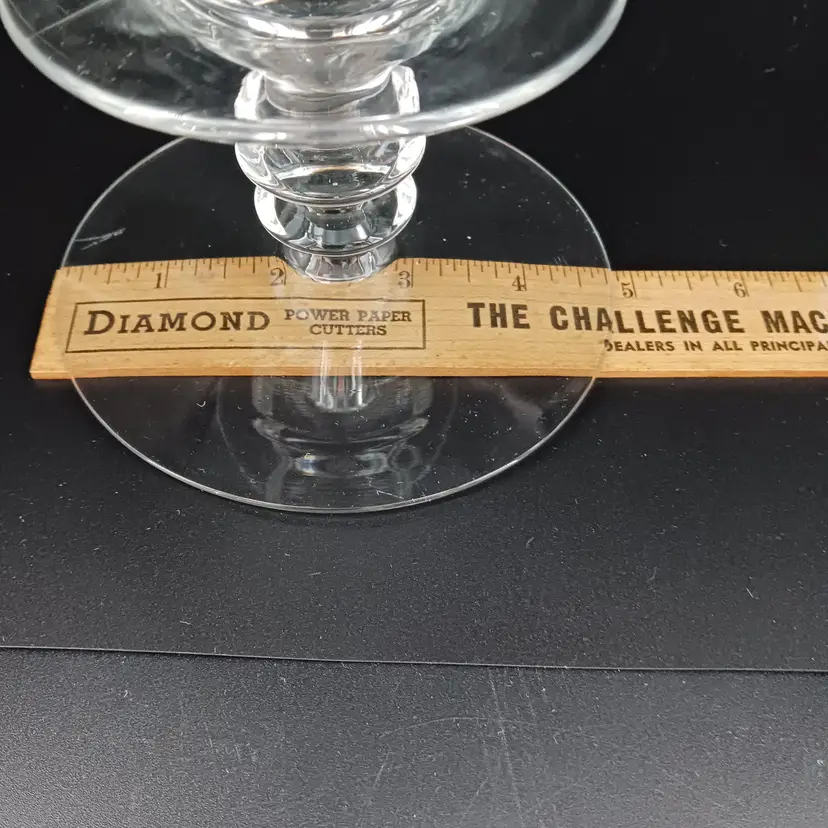 1 2 3 4 5 6
DIAMOND POWER PAPER CUTTERS
THE CHALLENGE MAC
DEALERS IN ALL PRINCIPA